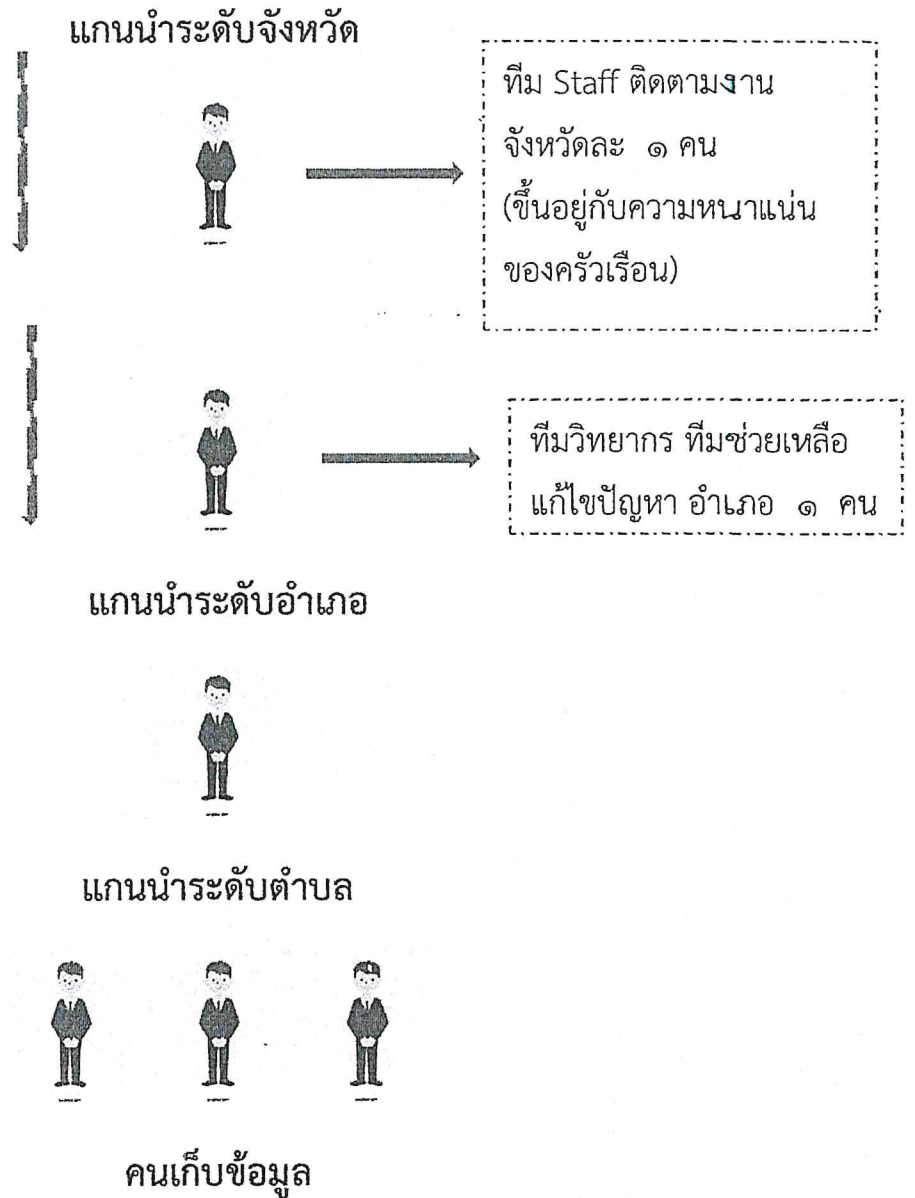 แกนนำระดับจังหวัด
ทีม Staff ติดตามงาน
จังหวัดละ ๑ คน
(ขึ้นอยู่กับความหนาแน่น
ของครัวเรือน)
ทีมวิทยากร ทีมช่วยเหลือ
แก้ไขปัญหา อำเภอ ๑ คน
แกนนำระดับอำเภอ
แกนนำระดับตำบล
คนเก็บข้อมูล